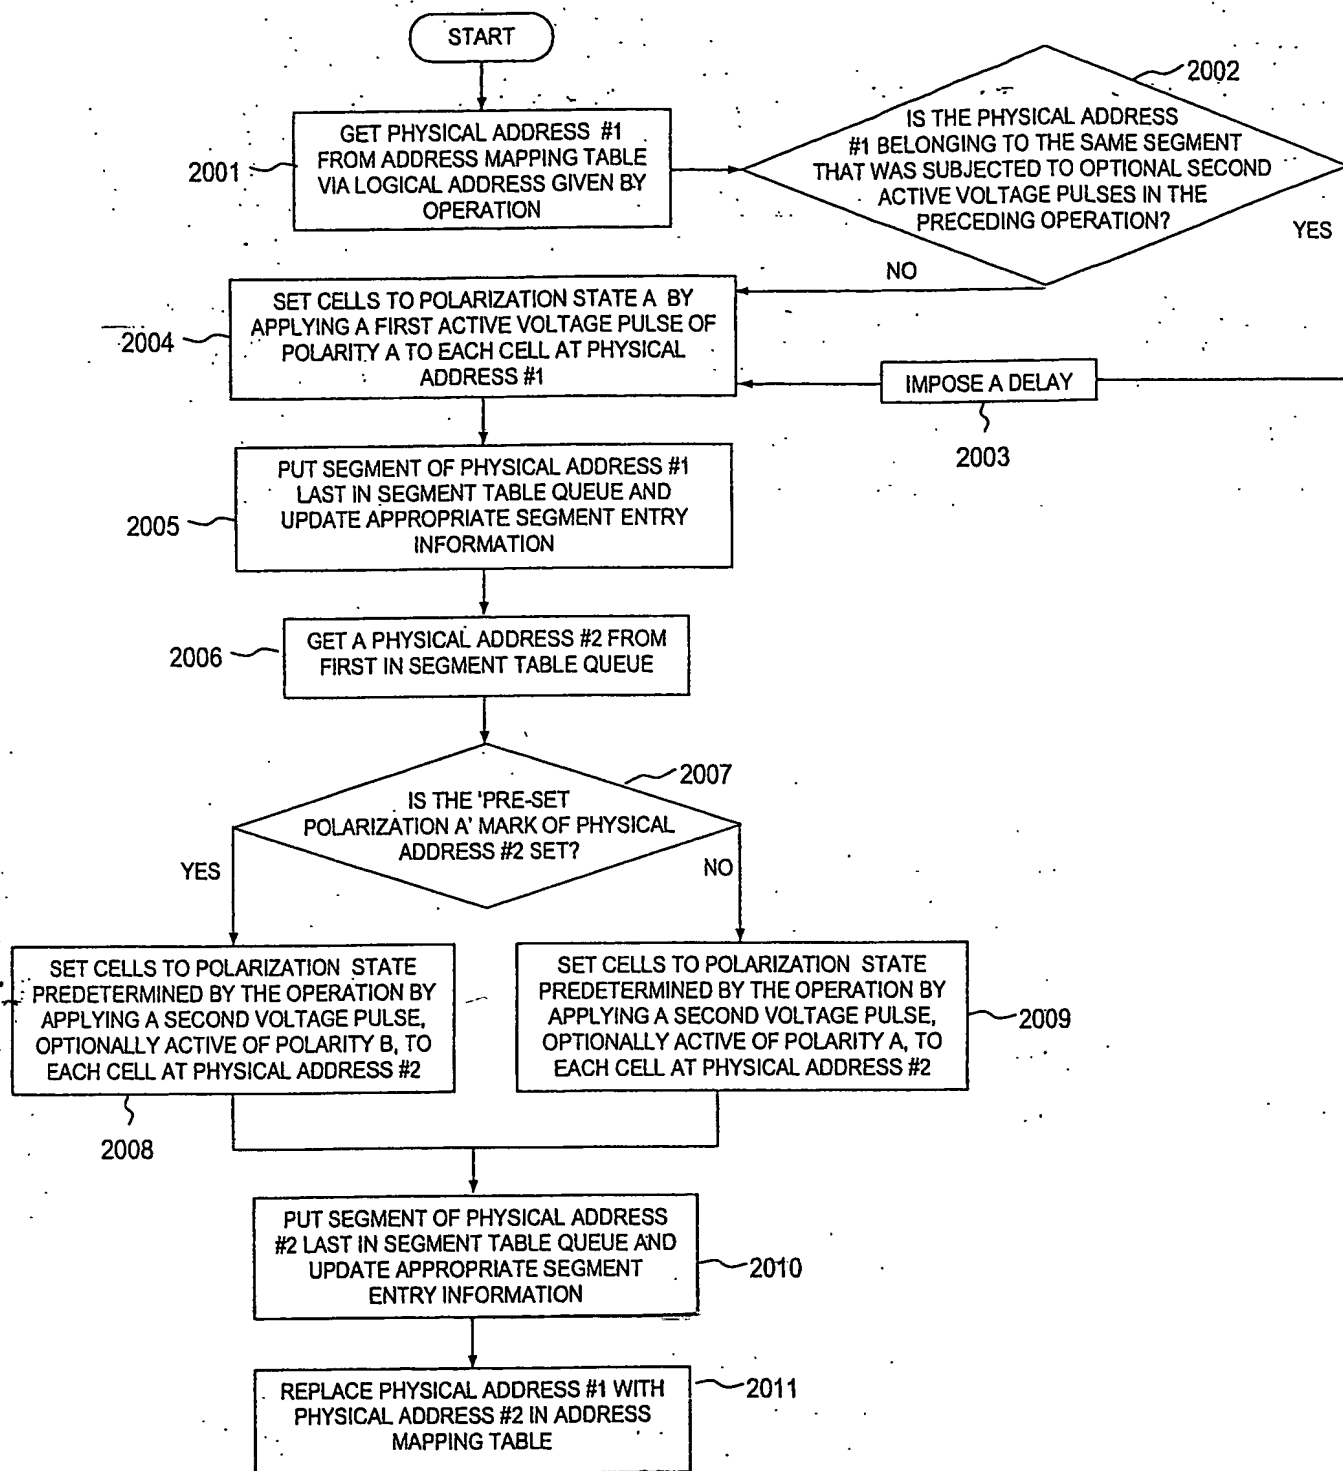 START
2001
GET PHYSICAL ADDRESS #1
FROM ADDRESS MAPPING TABLE
VIA LOGICAL ADDRESS GIVEN BY
OPERATION
2002
IS THE PHYSICAL ADDRESS
#1 BELONGING TO THE SAME SEGMENT
THAT WAS SUBJECTED TO OPTIONAL SECOND
ACTIVE VOLTAGE PULSES IN THE
PRECEDING OPERATION?
YES
NO
2004
SET CELLS TO POLARIZATION STATE A BY
APPLYING A FIRST ACTIVE VOLTAGE PULSE OF
POLARITY A TO EACH CELL AT PHYSICAL
ADDRESS #1
IMPOSE A DELAY
2003
2005
PUT SEGMENT OF PHYSICAL ADDRESS #1
LAST IN SEGMENT TABLE QUEUE AND
UPDATE APPROPRIATE SEGMENT ENTRY
INFORMATION
2006
GET A PHYSICAL ADDRESS #2 FROM
FIRST IN SEGMENT TABLE QUEUE
2007
IS THE 'PRE-SET
POLARIZATION A' MARK OF PHYSICAL
ADDRESS #2 SET?
YES
NO
SET CELLS TO POLARIZATION STATE
PREDETERMINED BY THE OPERATION BY
APPLYING A SECOND VOLTAGE PULSE,
OPTIONALLY ACTIVE OF POLARITY B, TO
EACH CELL AT PHYSICAL ADDRESS #2
2008
SET CELLS TO POLARIZATION STATE
PREDETERMINED BY THE OPERATION BY
APPLYING A SECOND VOLTAGE PULSE,
OPTIONALLY ACTIVE OF POLARITY A, TO
EACH CELL AT PHYSICAL ADDRESS #2
2009
PUT SEGMENT OF PHYSICAL ADDRESS
#2 LAST IN SEGMENT TABLE QUEUE AND
UPDATE APPROPRIATE SEGMENT
ENTRY INFORMATION
2010
REPLACE PHYSICAL ADDRESS #1 WITH
PHYSICAL ADDRESS #2 IN ADDRESS
MAPPING TABLE
2011